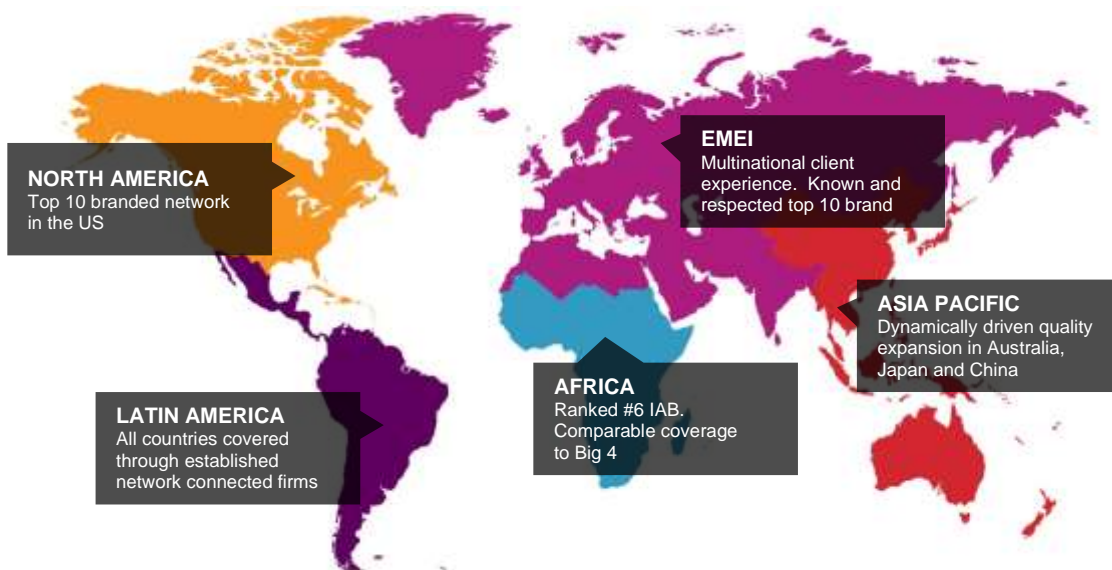 NORTH AMERICA
Top 10 branded network
in the US
EMEI
Multinational client
experience.  Known and
respected top 10 brand
ASIA PACIFIC
Dynamically driven quality
expansion in Australia,
Japan and China
AFRICA
Ranked #6 IAB.
Comparable coverage
to Big 4
LATIN AMERICA
All countries covered
through established
network connected firms